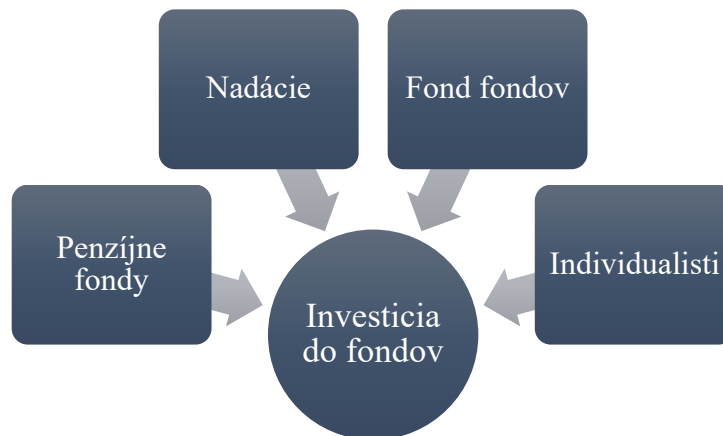 Nadácie
Fond fondov
Penzíjne
fondy
Individualisti
Investicia
do fondov